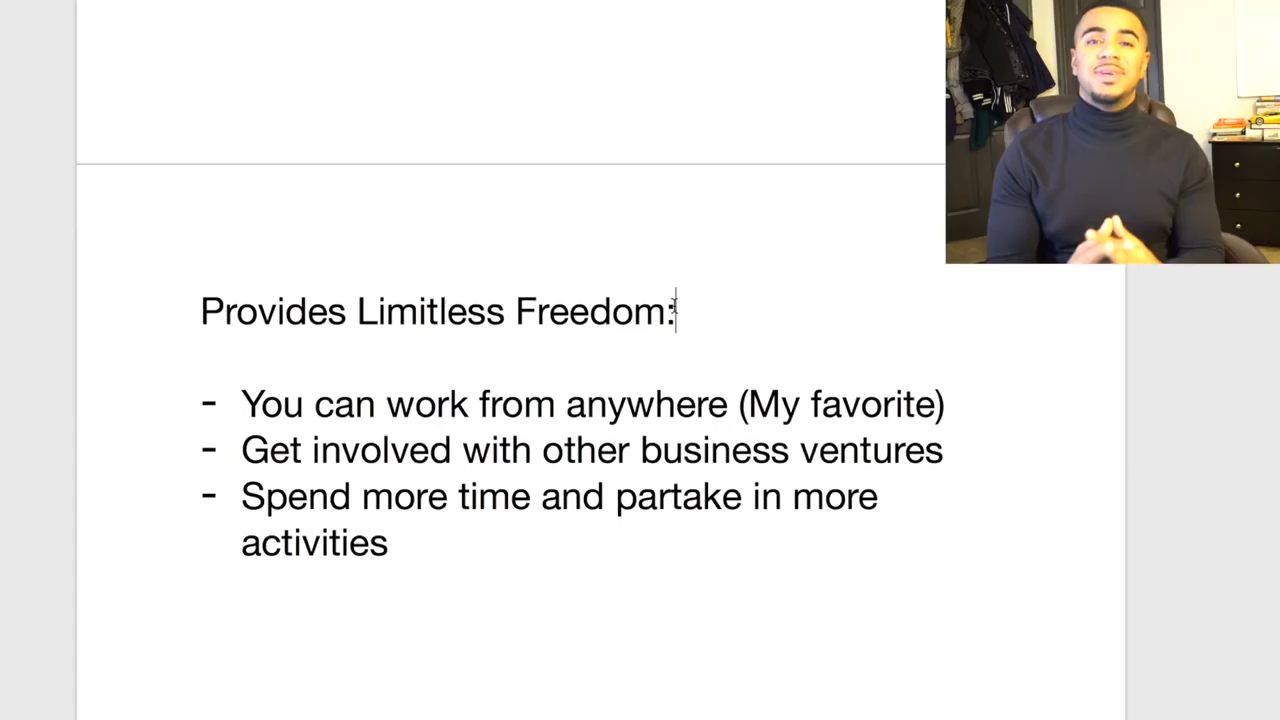 Provides Limitless Freedom:
- You can work from anywhere (My favorite)
- Get involved with other business ventures
- Spend more time and partake in more
activities